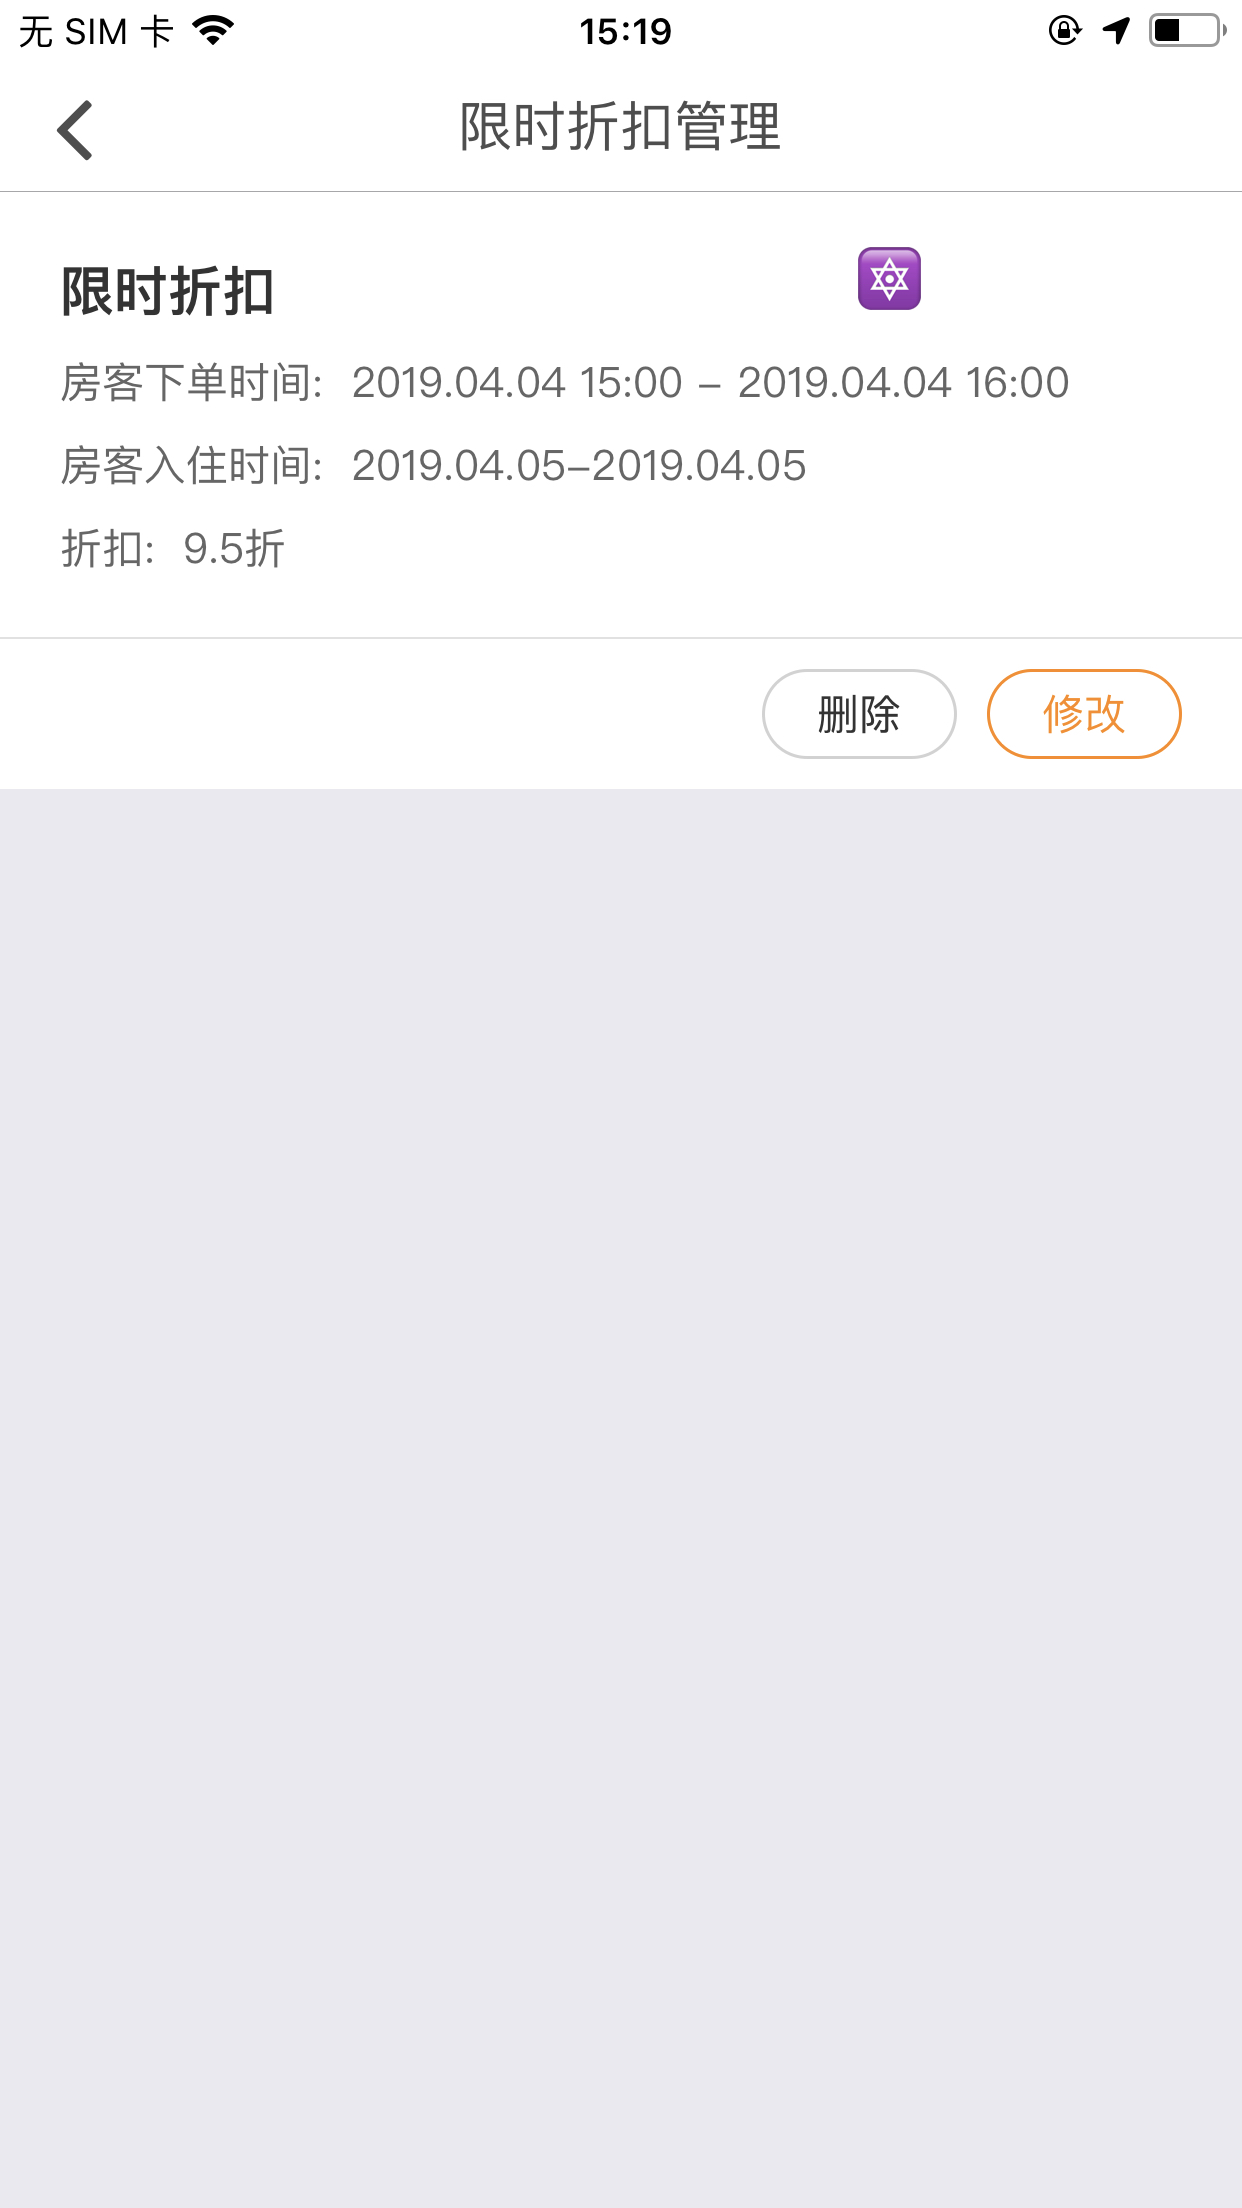 无 SIM 卡 15:19
限时折扣管理
限时折扣 🔯
房客下单时间: 2019.04.04 15:00 – 2019.04.04 16:00
房客入住时间: 2019.04.05–2019.04.05
折扣: 9.5折
删除 修改